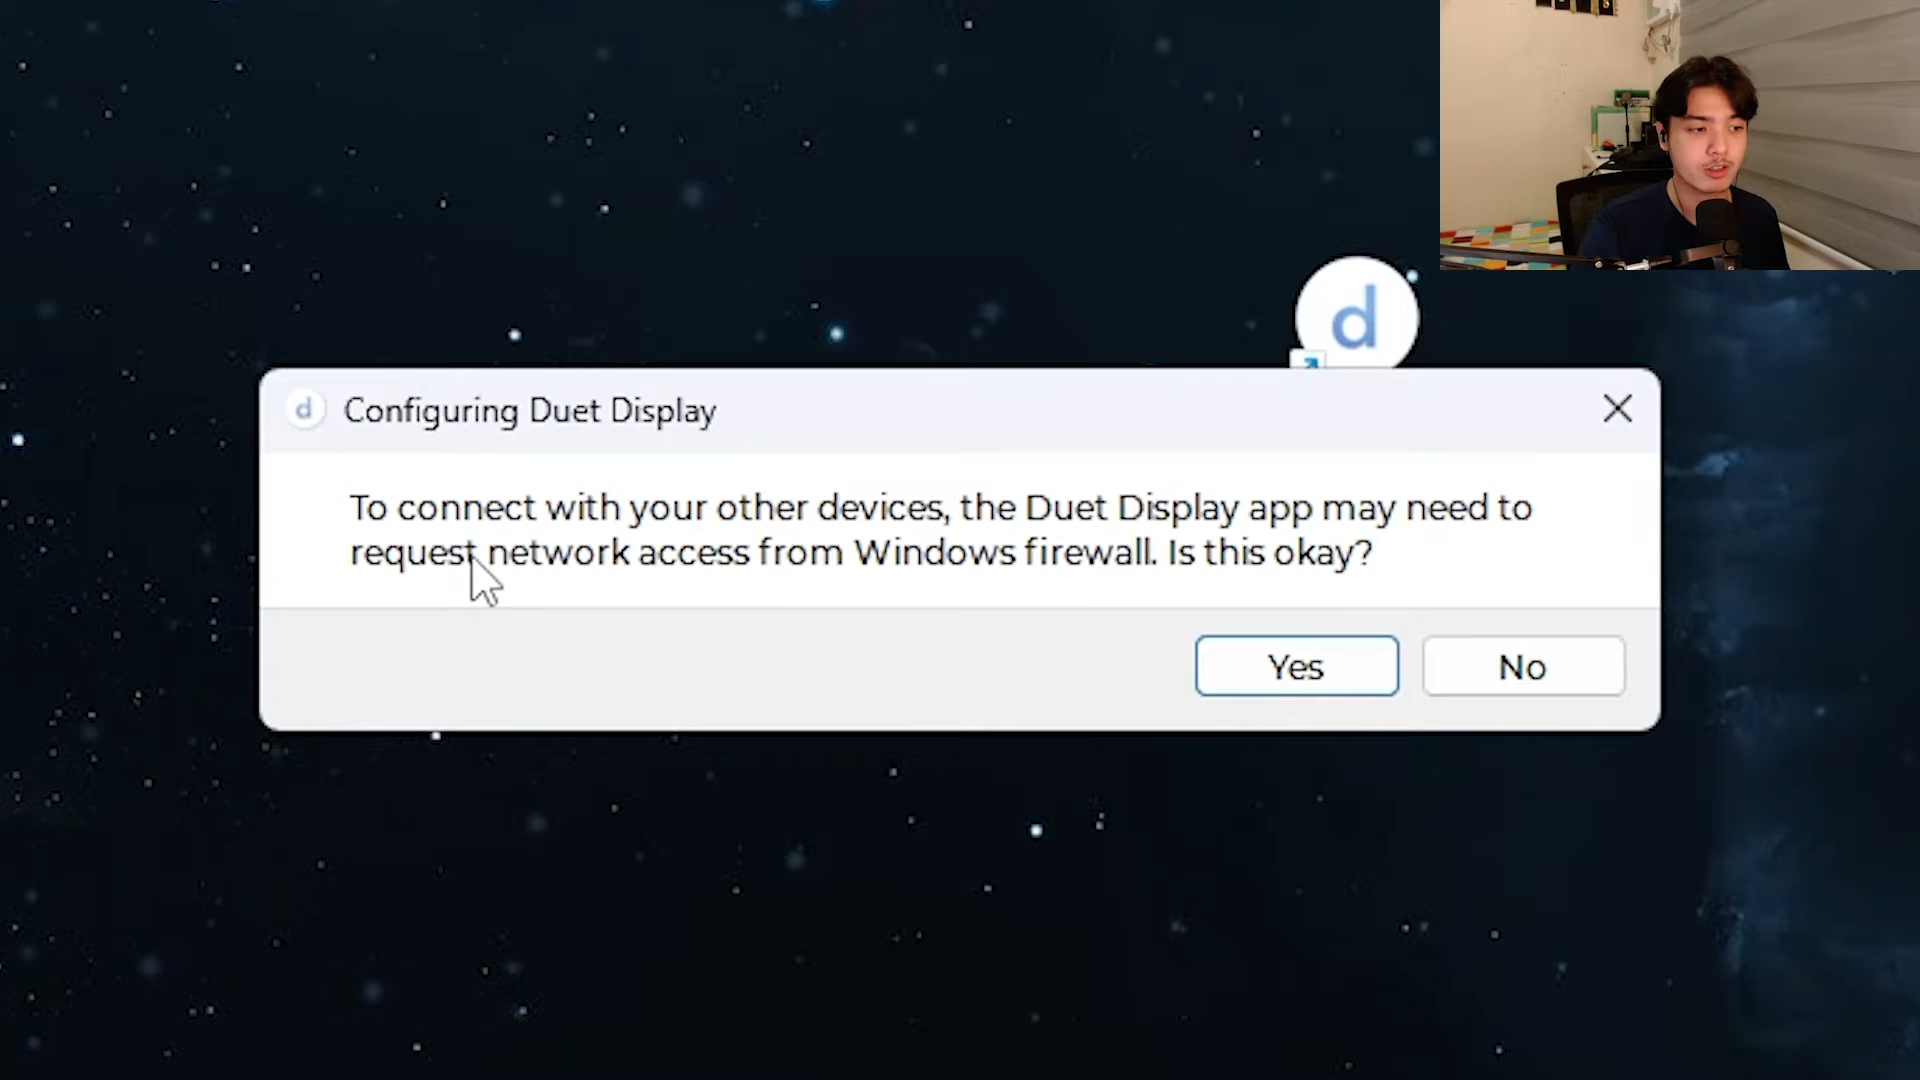 d
d Configuring Duet Display
To connect with your other devices, the Duet Display app may need to
request network access from Windows firewall. Is this okay?
Yes No